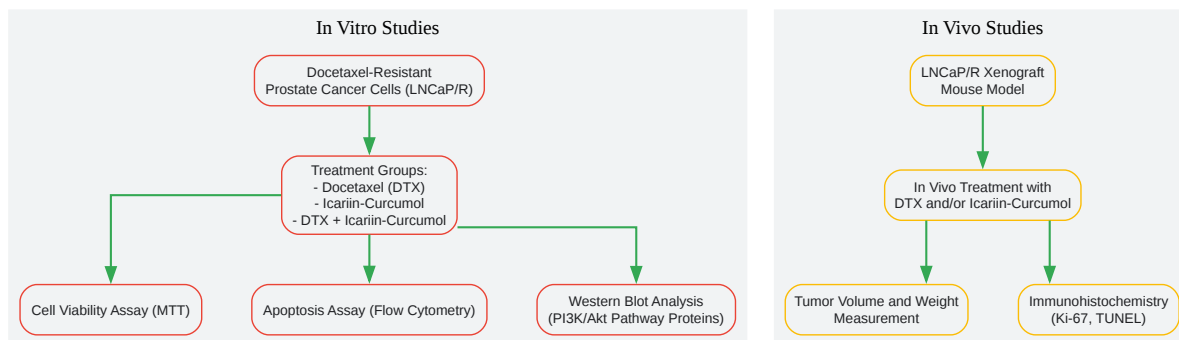 In Vitro Studies
Docetaxel-Resistant
Prostate Cancer Cells (LNCaP/R)
Treatment Groups:
- Docetaxel (DTX)
- Icariin-Curcumol
- DTX + Icariin-Curcumol
Cell Viability Assay (MTT)
Apoptosis Assay (Flow Cytometry)
Western Blot Analysis
(PI3K/Akt Pathway Proteins)
In Vivo Studies
LNCaP/R Xenograft
Mouse Model
In Vivo Treatment with
DTX and/or Icariin-Curcumol
Tumor Volume and Weight
Measurement
Immunohistochemistry
(Ki-67, TUNEL)